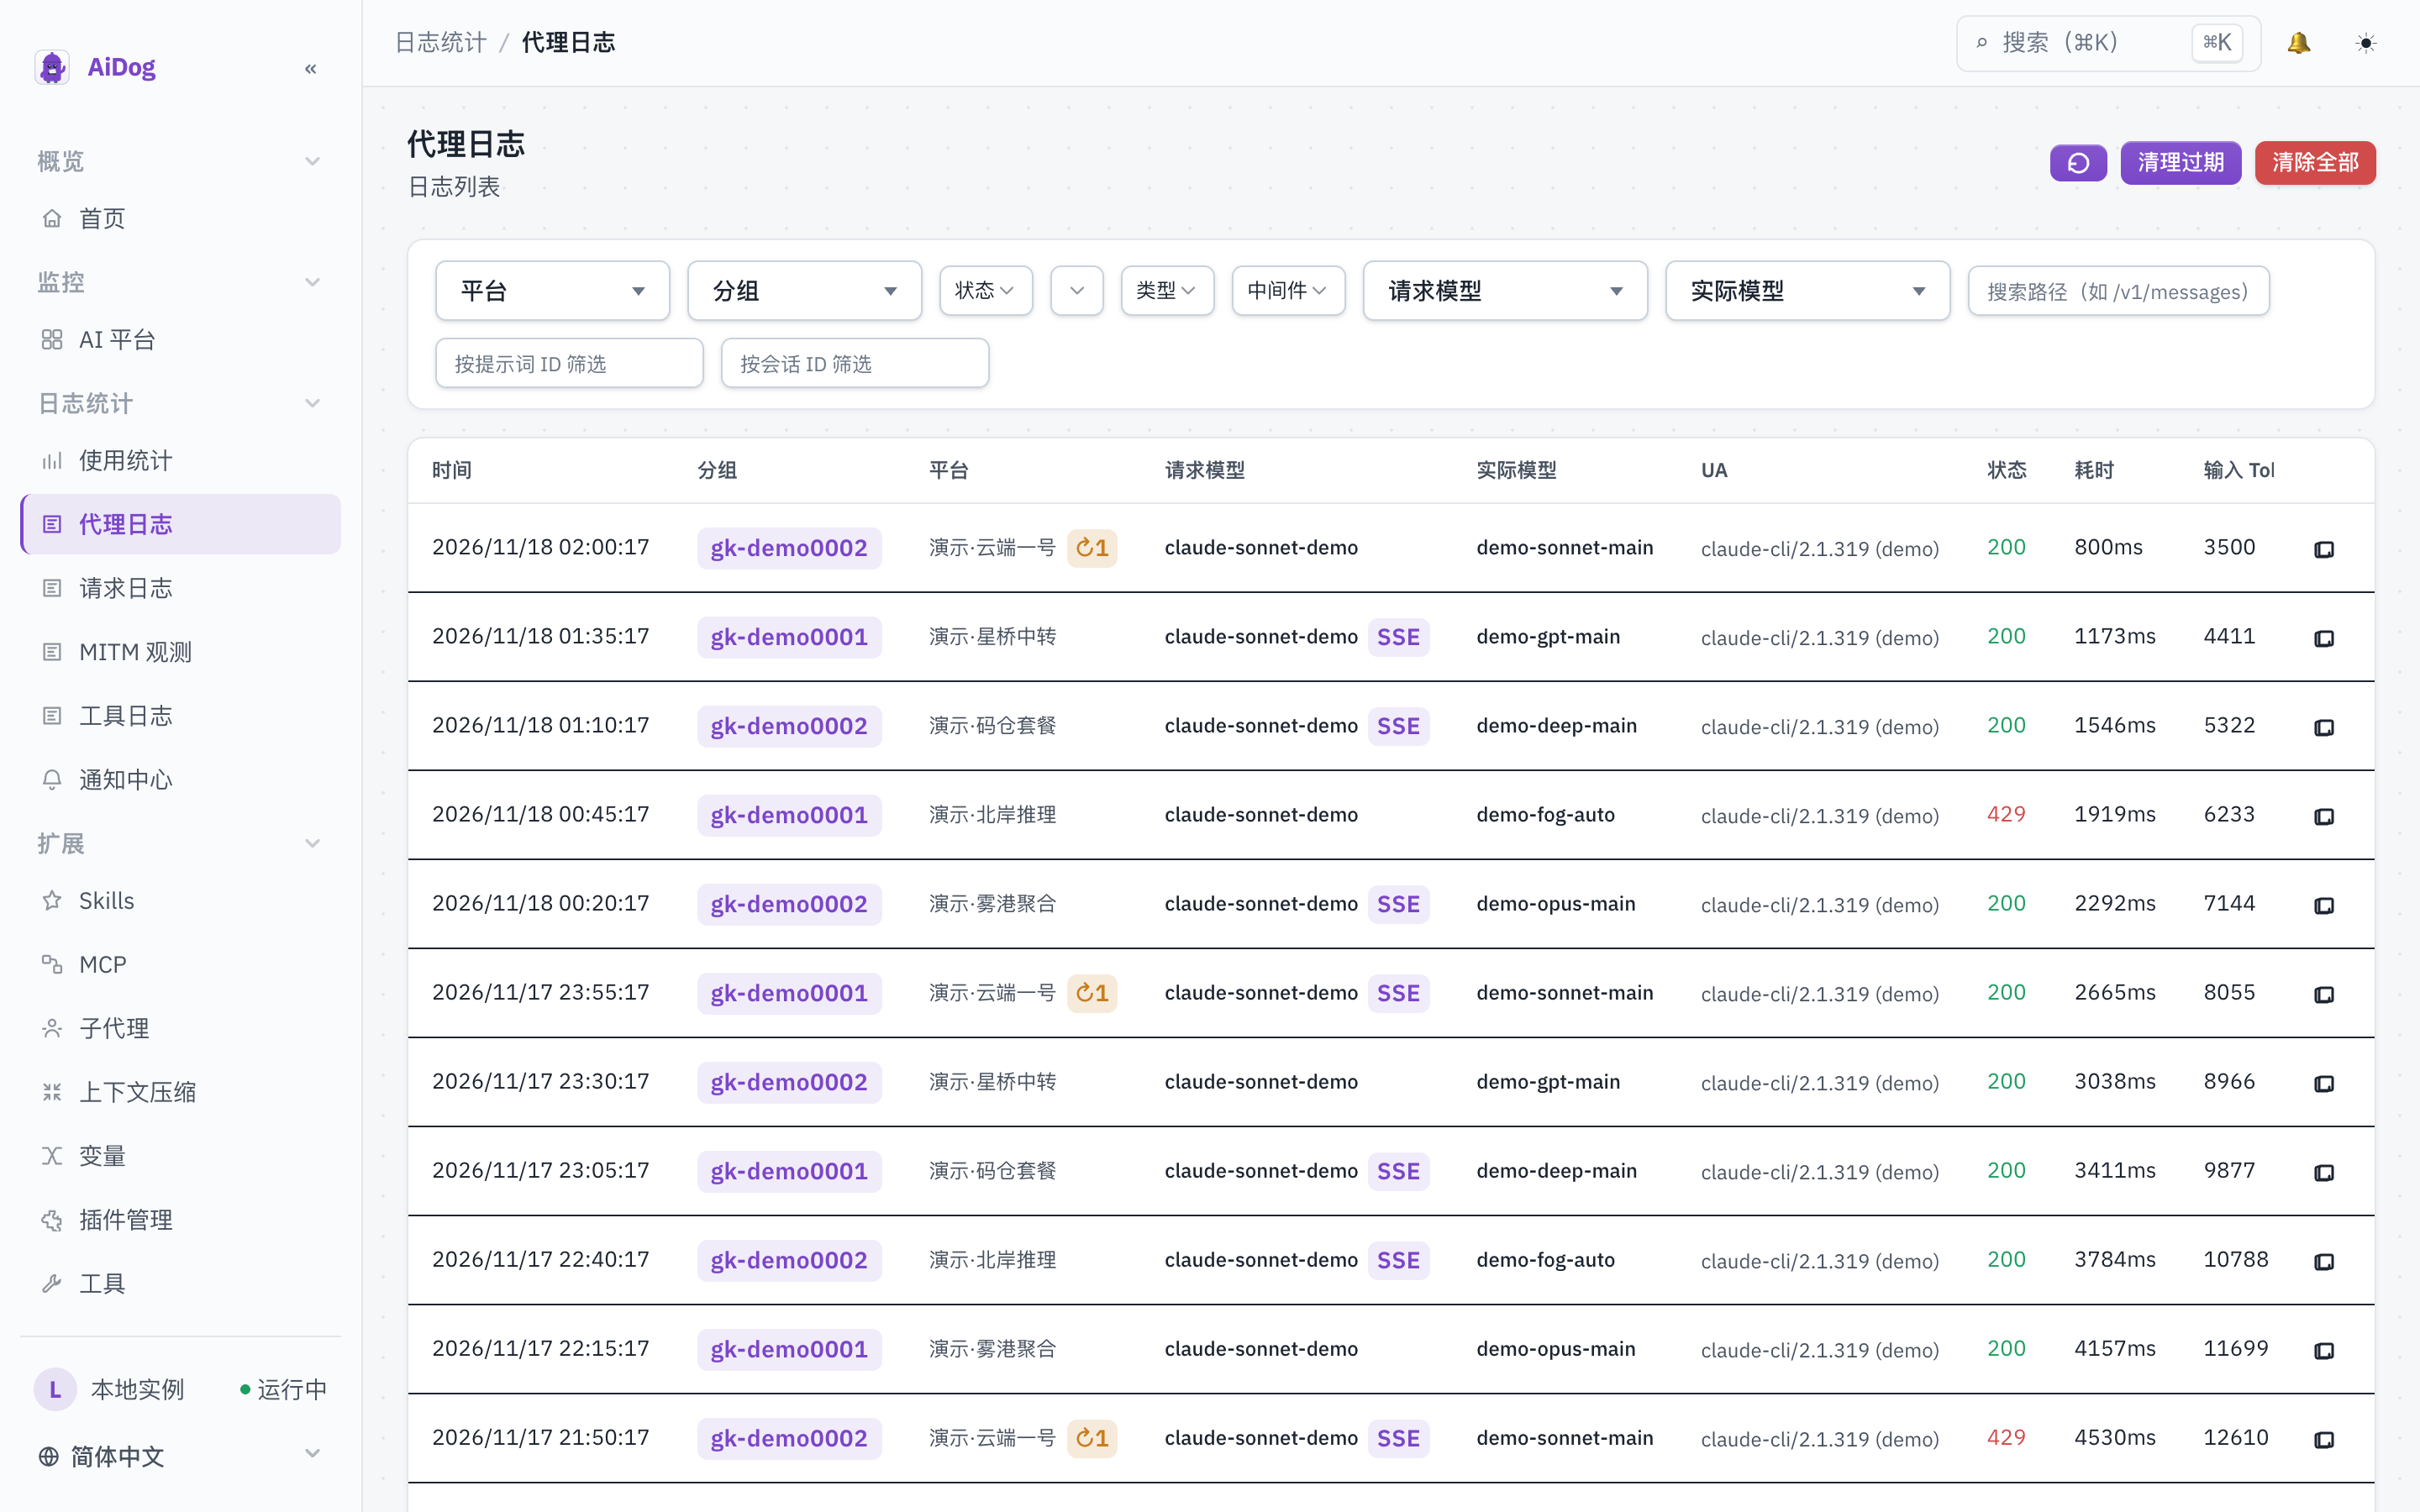 AiDog «
概览
首页
监控
AI 平台
日志统计
使用统计
代理日志
请求日志
MITM 观测
工具日志
通知中心
扩展
Skills
MCP
子代理
上下文压缩
变量
插件管理
工具
L 本地实例 运行中
简体中文
日志统计 / 代理日志
搜索（⌘K） ⌘K
代理日志
日志列表
清理过期 清除全部
平台 分组 状态 类型 中间件 请求模型 实际模型 搜索路径（如 /v1/messages）
按提示词 ID 筛选 按会话 ID 筛选
时间 分组 平台 请求模型 实际模型 UA 状态 耗时 输入
2026/11/18 02:00:17 gk-demo0002 演示·云端一号 1 claude-sonnet-demo demo-sonnet-main claude-cli/2.1.319 (demo) 200 800ms 3500
2026/11/18 01:35:17 gk-demo0001 演示·星桥中转 claude-sonnet-demo SSE demo-gpt-main claude-cli/2.1.319 (demo) 200 1173ms 4411
2026/11/18 01:10:17 gk-demo0002 演示·码仓套餐 claude-sonnet-demo SSE demo-deep-main claude-cli/2.1.319 (demo) 200 1546ms 5322
2026/11/18 00:45:17 gk-demo0001 演示·北岸推理 claude-sonnet-demo demo-fog-auto claude-cli/2.1.319 (demo) 429 1919ms 6233
2026/11/18 00:20:17 gk-demo0002 演示·雾港聚合 claude-sonnet-demo SSE demo-opus-main claude-cli/2.1.319 (demo) 200 2292ms 7144
2026/11/17 23:55:17 gk-demo0001 演示·云端一号 1 claude-sonnet-demo SSE demo-sonnet-main claude-cli/2.1.319 (demo) 200 2665ms 8055
2026/11/17 23:30:17 gk-demo0002 演示·星桥中转 claude-sonnet-demo demo-gpt-main claude-cli/2.1.319 (demo) 200 3038ms 8966
2026/11/17 23:05:17 gk-demo0001 演示·码仓套餐 claude-sonnet-demo SSE demo-deep-main claude-cli/2.1.319 (demo) 200 3411ms 9877
2026/11/17 22:40:17 gk-demo0002 演示·北岸推理 claude-sonnet-demo SSE demo-fog-auto claude-cli/2.1.319 (demo) 200 3784ms 10788
2026/11/17 22:15:17 gk-demo0001 演示·雾港聚合 claude-sonnet-demo demo-opus-main claude-cli/2.1.319 (demo) 200 4157ms 11699
2026/11/17 21:50:17 gk-demo0002 演示·云端一号 1 claude-sonnet-demo SSE demo-sonnet-main claude-cli/2.1.319 (demo) 429 4530ms 12610